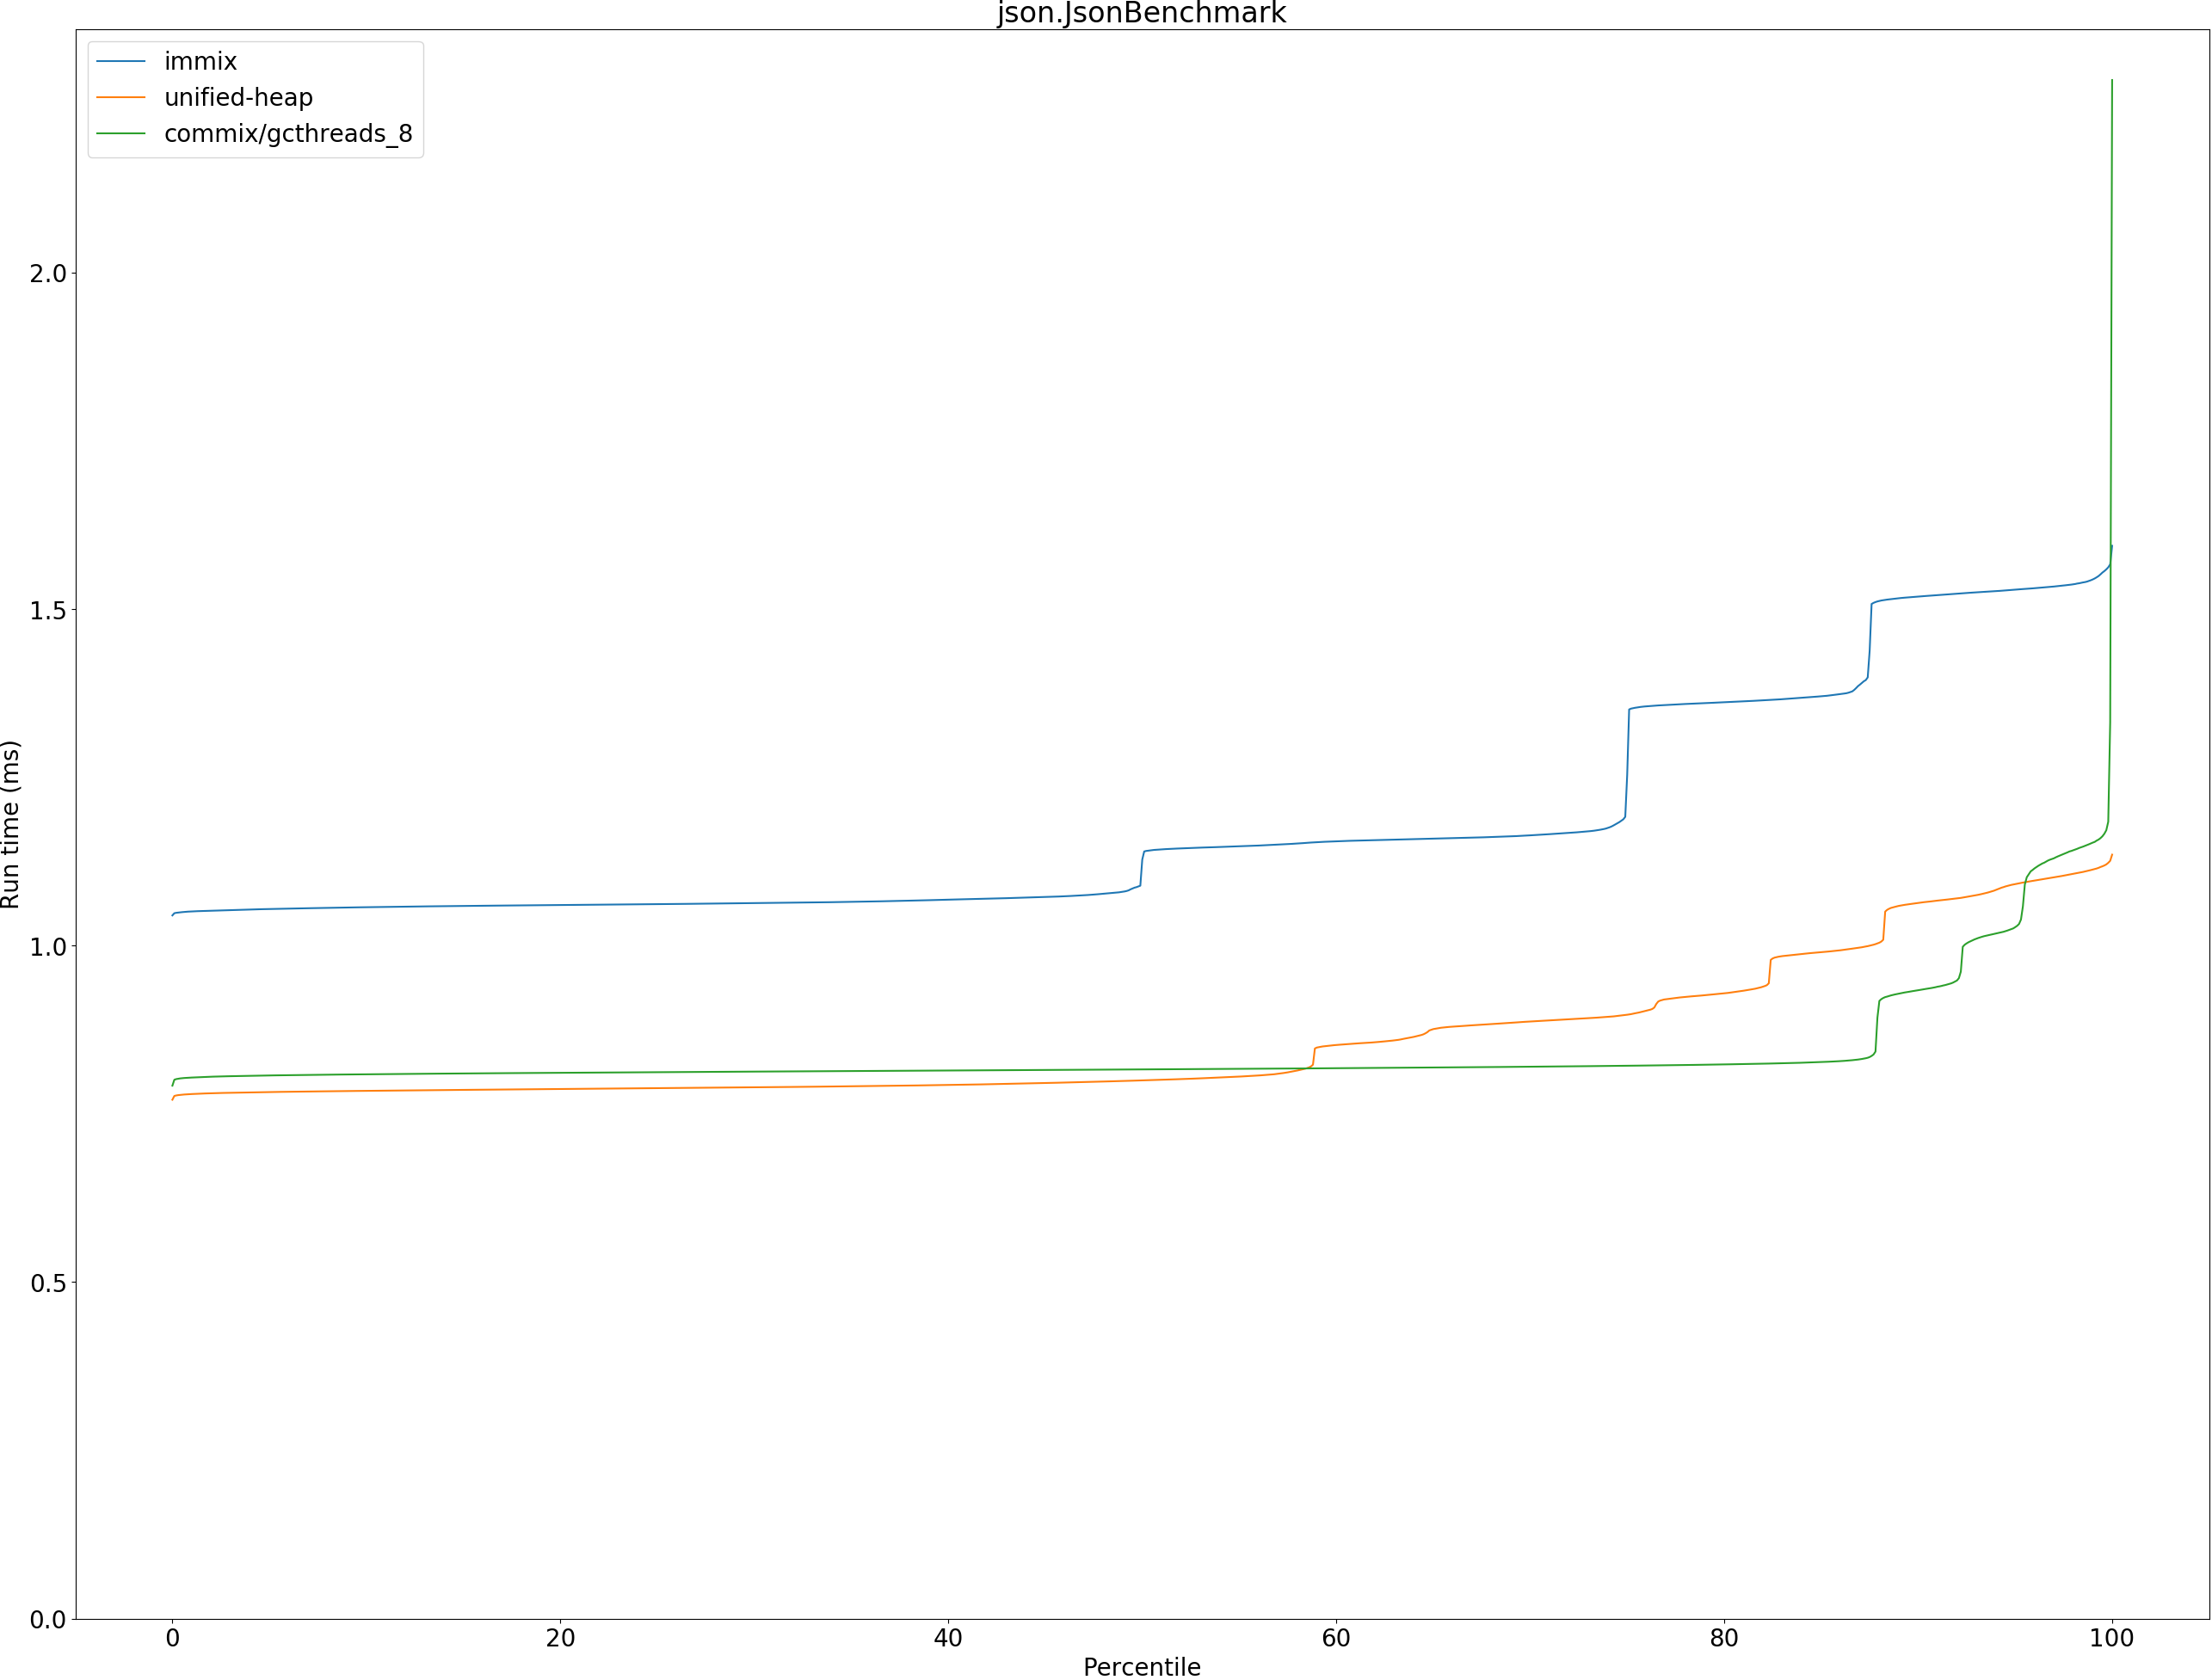 json.JsonBenchmark
immix
unified-heap
commix/gcthreads_8
2.0
1.5
1.0
0.5
0.0
Run time (ms)
0 20 40 60 80 100
Percentile